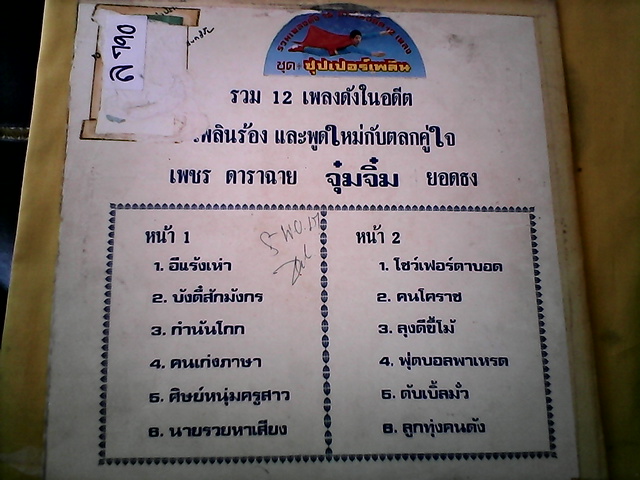 ล ๖๙๐
ชุด ซุปเปอร์เพลิน
รวม 12 เพลงดังในอดีต
เพลินร้อง และพูดใหม่กับตลกคู่ใจ
เพชร ดาราฉาย จุ๋มจิ๋ม ยอดธง
หน้า 1
1. อีแร้งเห่า
2. บังดี๋สักมังกร
3. กำนันโกก
4. คนเก่งภาษา
5. ศิษย์หนุ่มครูสาว
6. นายรวยหาเสียง
หน้า 2
1. โชว์เฟอร์ตาบอด
2. คนโคราช
3. ลุงดีขี้โม้
4. ฟุตบอลพาเหรด
5. ดับเบิ้ลมั่ว
6. ลูกทุ่งคนดัง